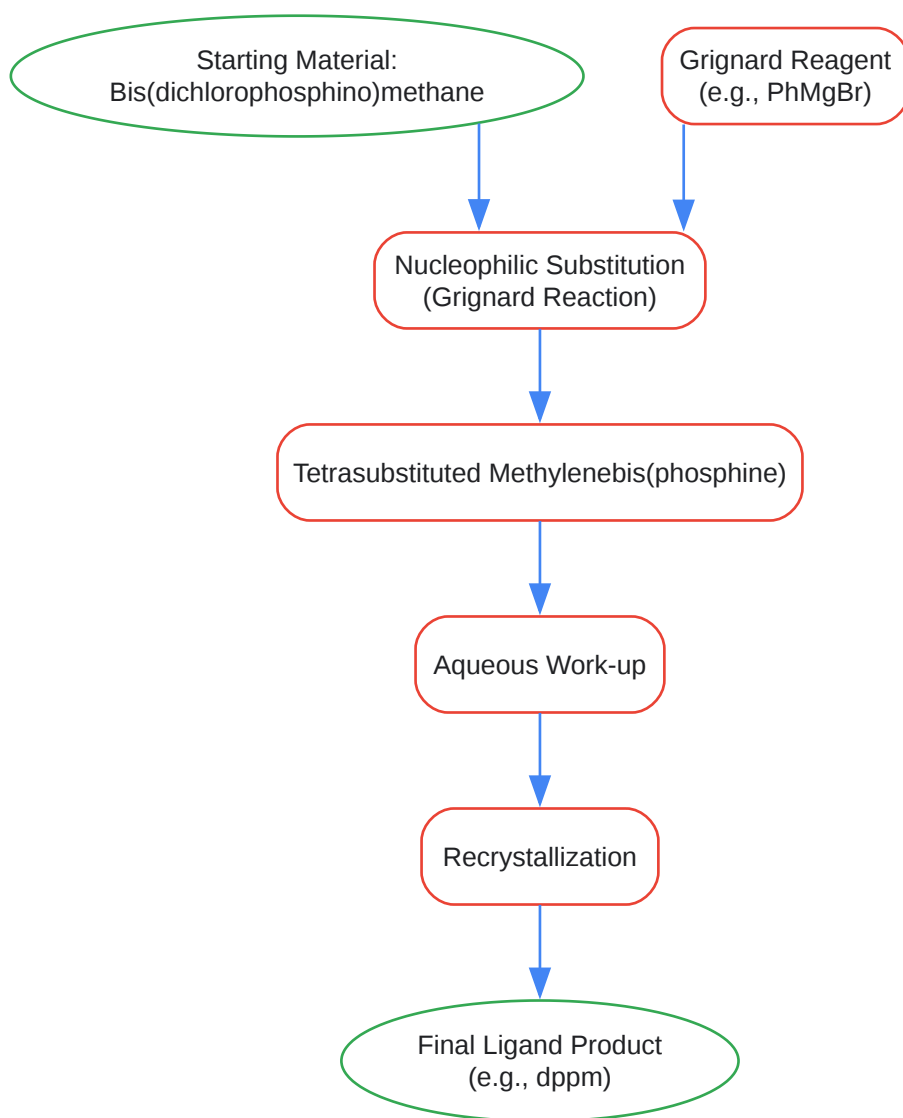 Starting Material:
Bis(dichlorophosphino)methane
Grignard Reagent
(e.g., PhMgBr)
Nucleophilic Substitution
(Grignard Reaction)
Tetrasubstituted Methylenebis(phosphine)
Aqueous Work-up
Recrystallization
Final Ligand Product
(e.g., dppm)